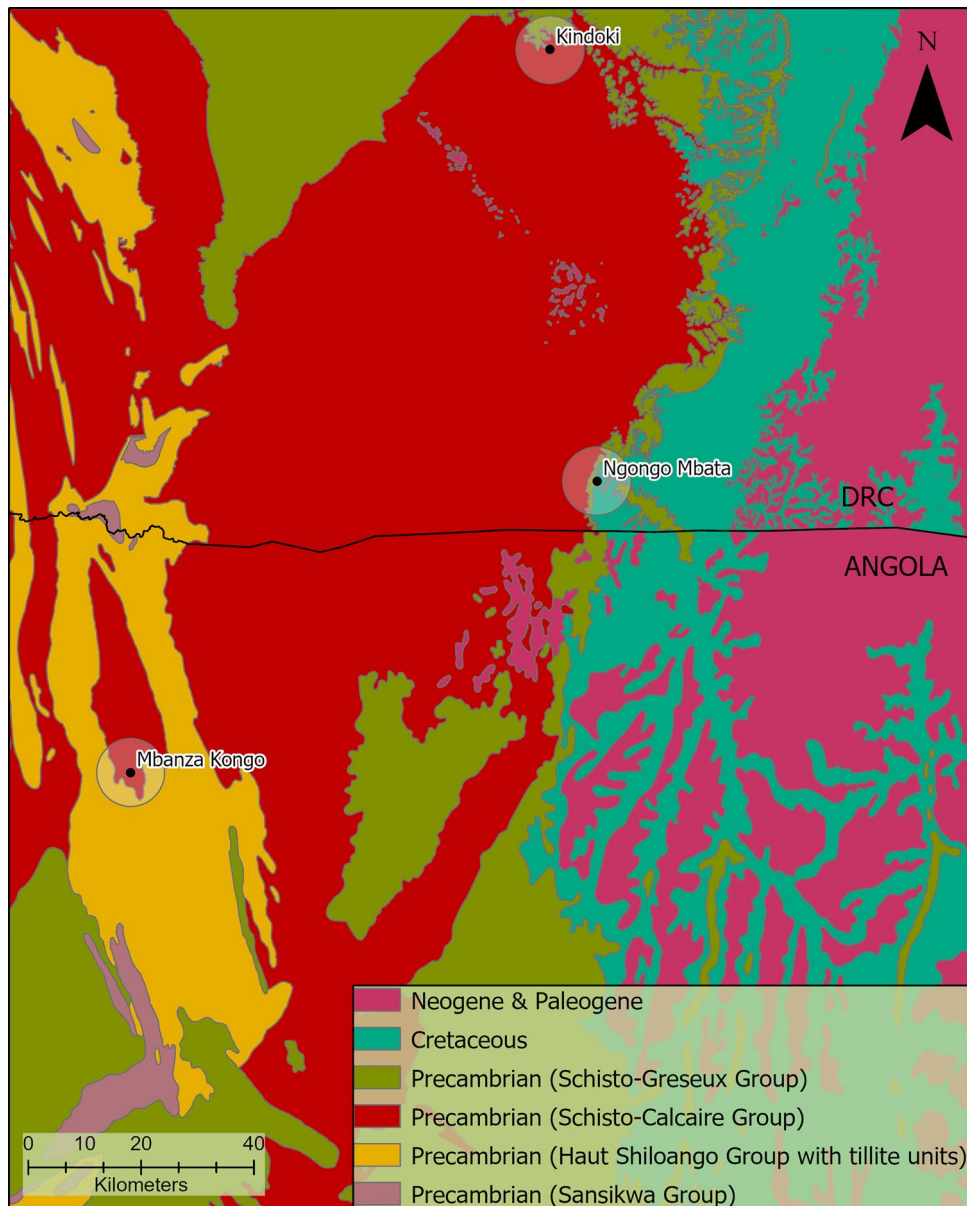 Kindoki
N
Ngongo Mbata
DRC
ANGOLA
Mbanza Kongo
Neogene & Paleogene
Cretaceous
Precambrian (Schisto-Greseux Group)
Precambrian (Schisto-Calcaire Group)
Precambrian (Haut Shiloango Group with tillite units)
Precambrian (Sansikwa Group)
0 10 20 40
Kilometers